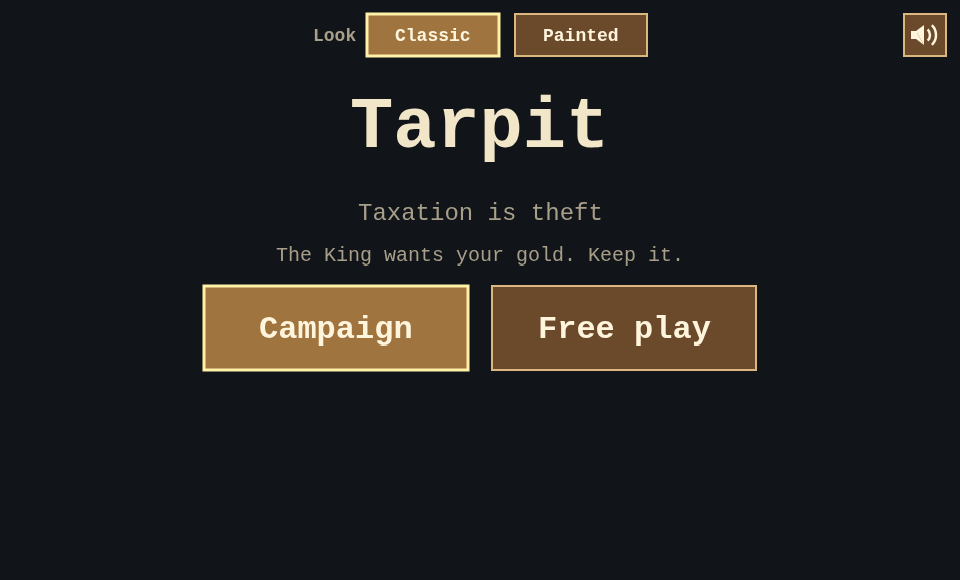 Look Classic Painted
Tarpit
Taxation is theft
The King wants your gold. Keep it.
Campaign Free play